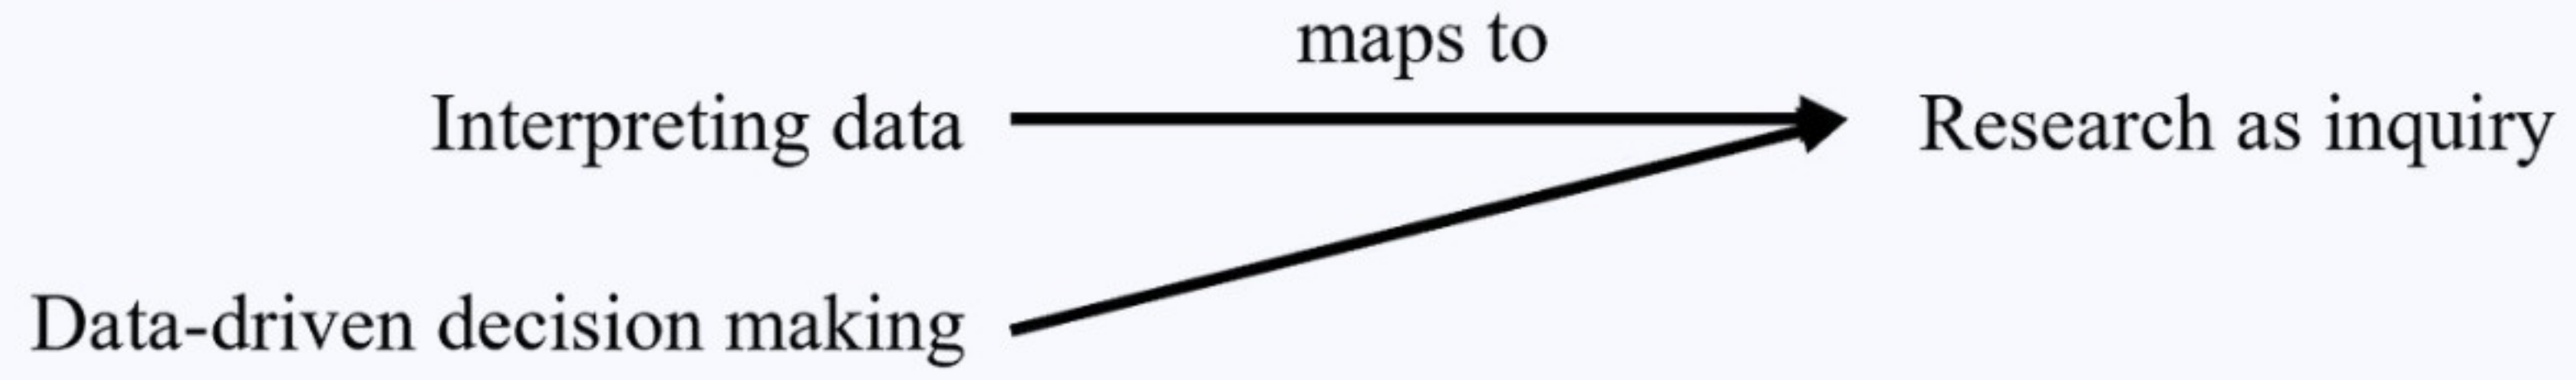 maps to
Interpreting data
Research as inquiry
Data-driven decision making